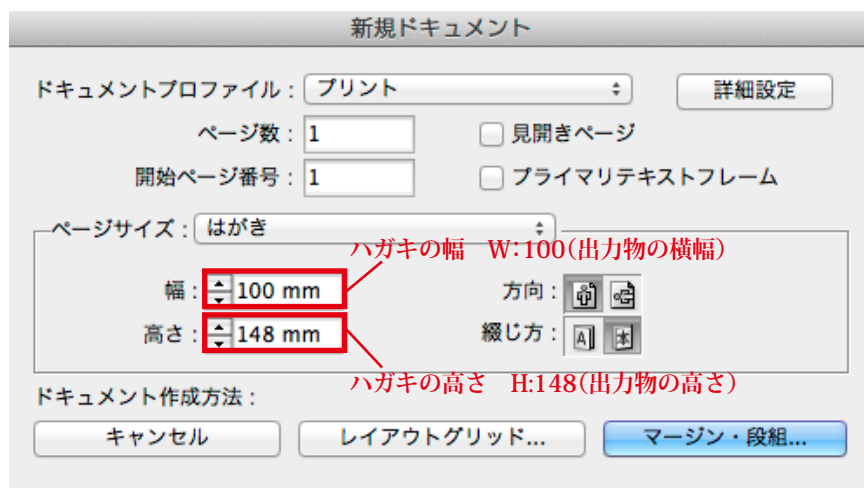 新規ドキュメント
ドキュメントプロファイル： プリント 詳細設定
ページ数： 1 見開きページ
開始ページ番号： 1 プライマリテキストフレーム
ページサイズ： はがき
ハガキの幅　W：100（出力物の横幅）
幅： 100 mm 方向：
高さ： 148 mm 綴じ方： A 本
ハガキの高さ　H:148（出力物の高さ）
ドキュメント作成方法：
キャンセル レイアウトグリッド... マージン・段組...